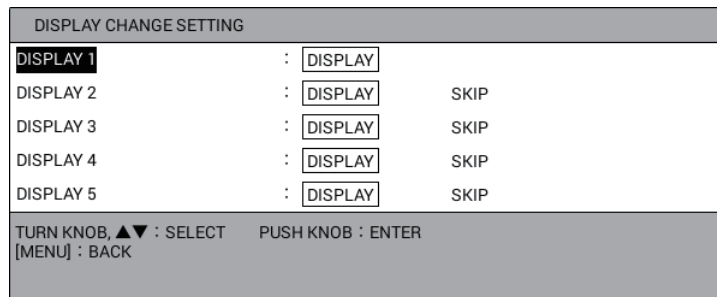 DISPLAY CHANGE SETTING
DISPLAY 1 : DISPLAY
DISPLAY 2 : DISPLAY SKIP
DISPLAY 3 : DISPLAY SKIP
DISPLAY 4 : DISPLAY SKIP
DISPLAY 5 : DISPLAY SKIP
TURN KNOB, ▲▼ : SELECT PUSH KNOB : ENTER
[MENU] : BACK